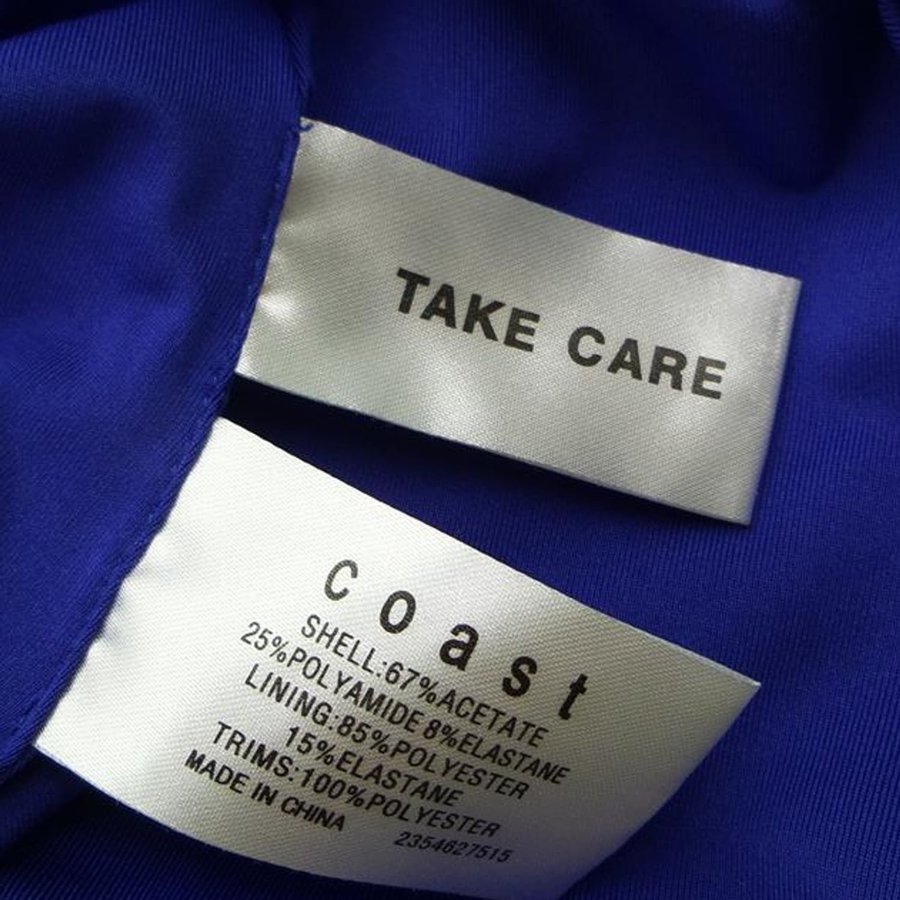 TAKE CARE
coast
SHELL:67%ACETATE
25%POLYAMIDE 8%ELASTANE
LINING:85%POLYESTER
15%ELASTANE
TRIMS:100%POLYESTER
MADE IN CHINA
2354627515